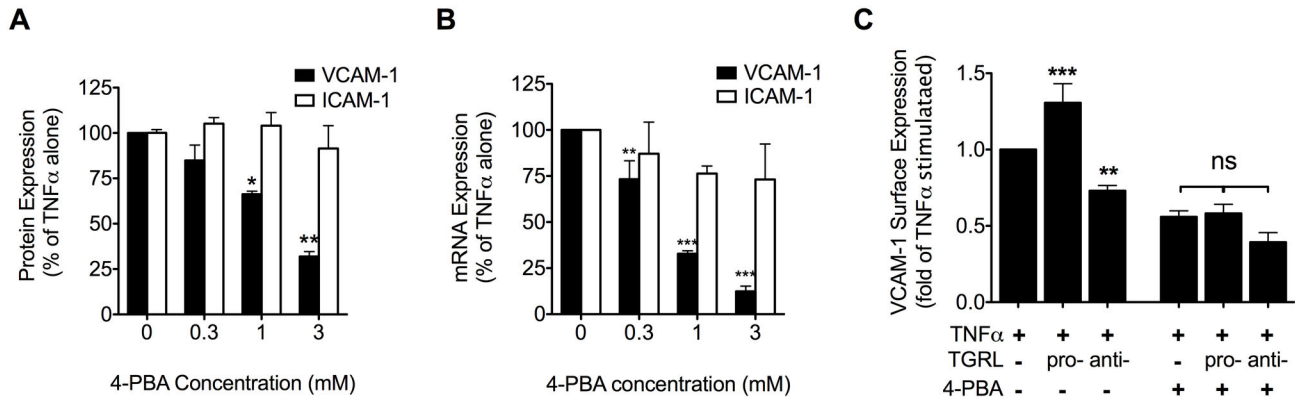 A
Protein Expression
(% of TNFα alone)
125
100
75
50
25
0
VCAM-1
ICAM-1
*
**
0 0.3 1 3
4-PBA Concentration (mM)
B
mRNA Expression
(% of TNFα alone)
125
100
75
50
25
0
VCAM-1
ICAM-1
**
***
***
0 0.3 1 3
4-PBA concentration (mM)
C
VCAM-1 Surface Expression
(fold of TNFα stimulataed)
1.5
1.0
0.5
0.0
***
**
ns
TNFα + + + + + +
TGRL - pro- anti- - pro- anti-
4-PBA - - - + + +